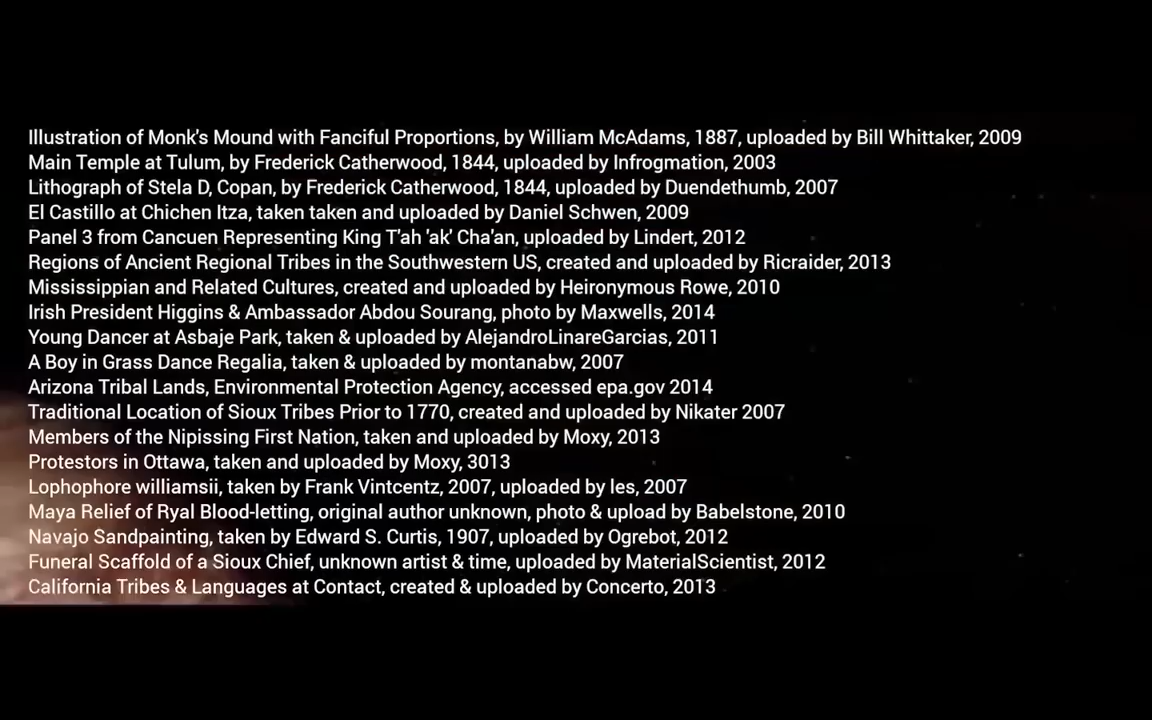 Illustration of Monk's Mound with Fanciful Proportions, by William McAdams, 1887, uploaded by Bill Whittaker, 2009
Main Temple at Tulum, by Frederick Catherwood, 1844, uploaded by Infrogmation, 2003
Lithograph of Stela D, Copan, by Frederick Catherwood, 1844, uploaded by Duendethumb, 2007
El Castillo at Chichen Itza, taken taken and uploaded by Daniel Schwen, 2009
Panel 3 from Cancuen Representing King T'ah 'ak' Cha'an, uploaded by Lindert, 2012
Regions of Ancient Regional Tribes in the Southwestern US, created and uploaded by Ricraider, 2013
Mississippian and Related Cultures, created and uploaded by Heironymous Rowe, 2010
Irish President Higgins & Ambassador Abdou Sourang, photo by Maxwells, 2014
Young Dancer at Asbaje Park, taken & uploaded by AlejandroLinareGarcias, 2011
A Boy in Grass Dance Regalia, taken & uploaded by montanabw, 2007
Arizona Tribal Lands, Environmental Protection Agency, accessed epa.gov 2014
Traditional Location of Sioux Tribes Prior to 1770, created and uploaded by Nikater 2007
Members of the Nipissing First Nation, taken and uploaded by Moxy, 2013
Protestors in Ottawa, taken and uploaded by Moxy, 3013
Lophophore williamsii, taken by Frank Vintcentz, 2007, uploaded by les, 2007
Maya Relief of Ryal Blood-letting, original author unknown, photo & upload by Babelstone, 2010
Navajo Sandpainting, taken by Edward S. Curtis, 1907, uploaded by Ogrebot, 2012
Funeral Scaffold of a Sioux Chief, unknown artist & time, uploaded by MaterialScientist, 2012
California Tribes & Languages at Contact, created & uploaded by Concerto, 2013